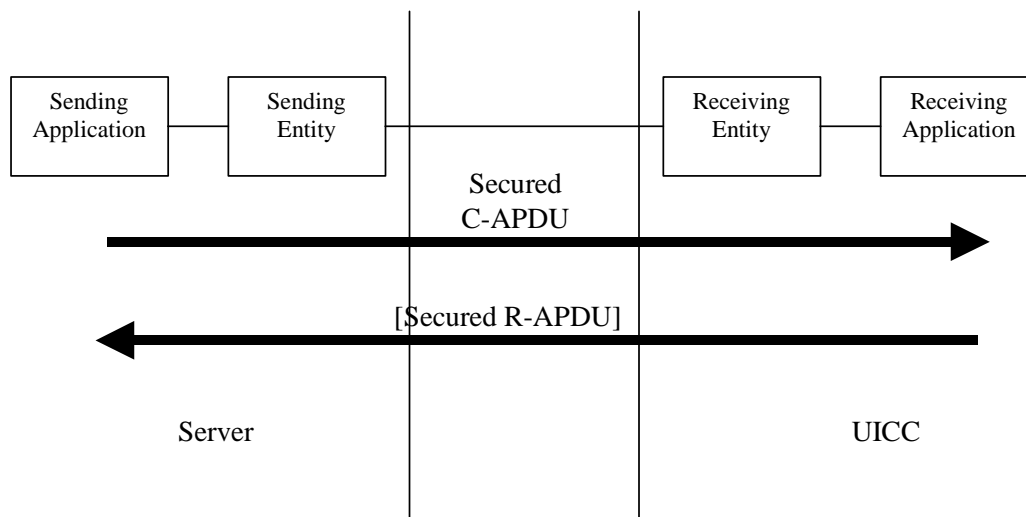 Sending
Application
Sending
Entity
Receiving
Entity
Receiving
Application
Secured
C-APDU
[Secured R-APDU]
Server
UICC